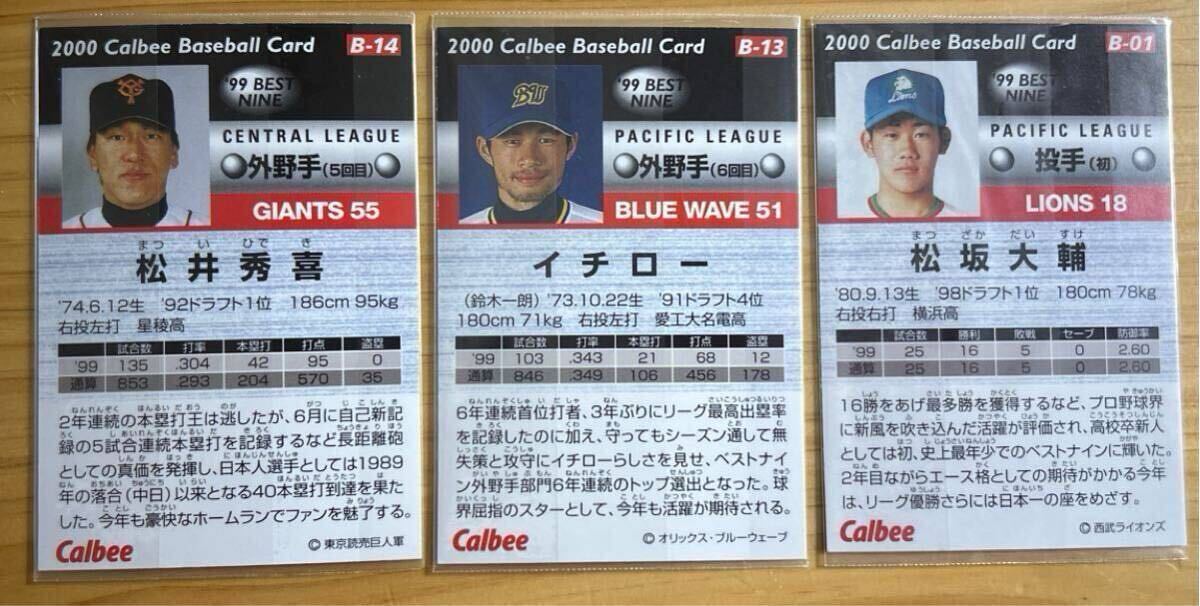 2000 Calbee Baseball Card B-14
'99 BEST
NINE
CENTRAL LEAGUE
外野手(5回目)
GIANTS 55
まつ い ひで き
松井秀喜
'74.6.12生 '92ドラフト1位 186cm 95kg
右投左打 星稜高
試合数 打率 本塁打 打点 盗塁
'99 135 .304 42 95 0
通算 853 .293 204 570 35
2年連続の本塁打王は逃したが、6月に自己新記
録の5試合連続本塁打を記録するなど長距離砲
としての真価を発揮し、日本人選手としては1989
年の落合(中日)以来となる40本塁打到達を果た
した。今年も豪快なホームランでファンを魅了する。
Calbee
©東京読売巨人軍
2000 Calbee Baseball Card B-13
'99 BEST
NINE
PACIFIC LEAGUE
外野手(6回目)
BLUE WAVE 51
イチロー
(鈴木一朗) '73.10.22生 '91ドラフト4位
180cm 71kg 右投左打 愛工大名電高
試合数 打率 本塁打 打点 盗塁
'99 103 .343 21 68 12
通算 846 .349 106 456 178
6年連続首位打者、3年ぶりにリーグ最高出塁率
を記録したのに加え、守ってもシーズン通して無
失策と攻守にイチローらしさを見せ、ベストナイ
ン外野手部門6年連続のトップ選出となった。球
界屈指のスターとして、今年も活躍が期待される。
Calbee
©オリックス・ブルーウェーブ
2000 Calbee Baseball Card B-01
'99 BEST
NINE
PACIFIC LEAGUE
投手(初)
LIONS 18
まつ ざか だい すけ
松坂大輔
'80.9.13生 '98ドラフト1位 180cm 78kg
右投右打 横浜高
試合数 勝利 敗戦 セーブ 防御率
'99 25 16 5 0 2.60
通算 25 16 5 0 2.60
16勝をあげ最多勝を獲得するなど、プロ野球界
に新風を吹き込んだ活躍が評価され、高校卒新人
としては初、史上最年少でのベストナインに輝いた。
2年目ながらエース格としての期待がかかる今年
は、リーグ優勝さらには日本一の座をめざす。
Calbee
©西武ライオンズ